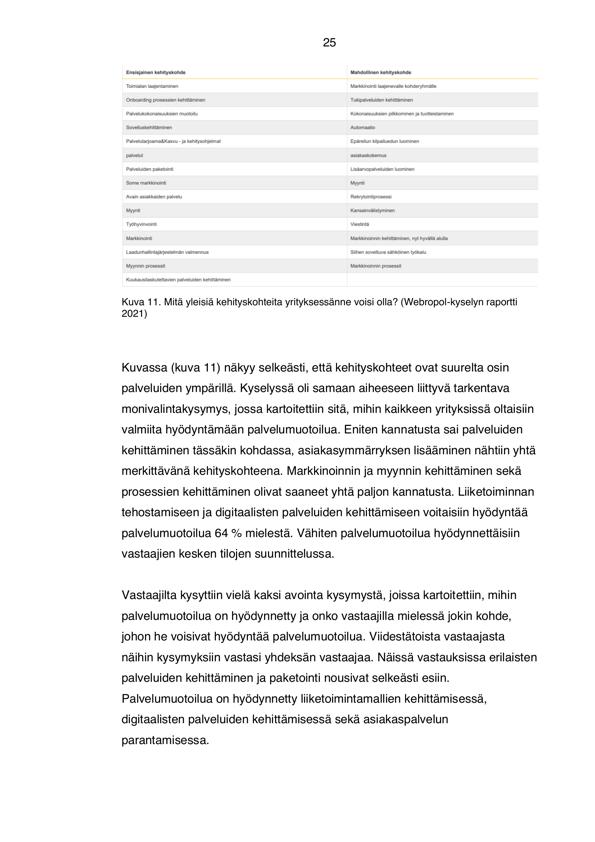 25
Ensisijainen kehityskohde Mahdollinen kehityskohde
Toimialan laajentaminen Markkinointi laajenevalle kohderyhmälle
Onboarding prosessien kehittäminen Tukipalveluiden kehittäminen
Palvelukokonaisuuksien muotoilu Kokonaisuuksien pilkkominen ja tuotteistaminen
Sovelluskehittäminen Automaatio
Palvelutarjoama&Kasvu - ja kehitysohjelmat Epäreilun kilpailuedun luominen
palvelut asiakaskokemus
Palveluiden paketointi Lisäarvopalveluiden luominen
Some markkinointi Myynti
Avain asiakkaiden palvelu Rekrytointiprosessi
Myynti Kansainvälistyminen
Työhyvinvointi Viestintä
Markkinointi Markkinoinnin kehittäminen, nyt hyvällä alulla
Laadunhallintajärjestelmän valmennus Siihen soveltuva sähköinen työkalu
Myynnin prosessit Markkinoinnin prosessit
Kuukausilaskutettavien palveluiden kehittäminen
Kuva 11. Mitä yleisiä kehityskohteita yrityksessänne voisi olla? (Webropol-kyselyn raportti
2021)
Kuvassa (kuva 11) näkyy selkeästi, että kehityskohteet ovat suurelta osin
palveluiden ympärillä. Kyselyssä oli samaan aiheeseen liittyvä tarkentava
monivalintakysymys, jossa kartoitettiin sitä, mihin kaikkeen yrityksissä oltaisiin
valmiita hyödyntämään palvelumuotoilua. Eniten kannatusta sai palveluiden
kehittäminen tässäkin kohdassa, asiakasymmärryksen lisääminen nähtiin yhtä
merkittävänä kehityskohteena. Markkinoinnin ja myynnin kehittäminen sekä
prosessien kehittäminen olivat saaneet yhtä paljon kannatusta. Liiketoiminnan
tehostamiseen ja digitaalisten palveluiden kehittämiseen voitaisiin hyödyntää
palvelumuotoilua 64 % mielestä. Vähiten palvelumuotoilua hyödynnettäisiin
vastaajien kesken tilojen suunnittelussa.
Vastaajilta kysyttiin vielä kaksi avointa kysymystä, joissa kartoitettiin, mihin
palvelumuotoilua on hyödynnetty ja onko vastaajilla mielessä jokin kohde,
johon he voisivat hyödyntää palvelumuotoilua. Viidestätoista vastaajasta
näihin kysymyksiin vastasi yhdeksän vastaajaa. Näissä vastauksissa erilaisten
palveluiden kehittäminen ja paketointi nousivat selkeästi esiin.
Palvelumuotoilua on hyödynnetty liiketoimintamallien kehittämisessä,
digitaalisten palveluiden kehittämisessä sekä asiakaspalvelun
parantamisessa.